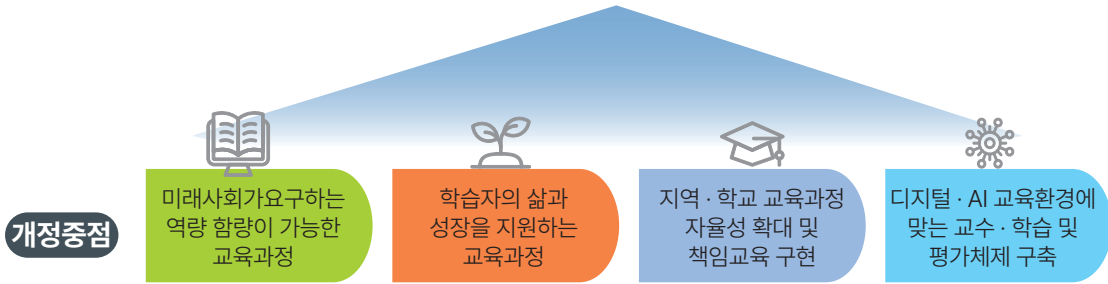 개정중점
미래사회가요구하는
역량 함량이 가능한
교육과정
학습자의 삶과
성장을 지원하는
교육과정
지역 · 학교 교육과정
자율성 확대 및
책임교육 구현
디지털 · AI 교육환경에
맞는 교수 · 학습 및
평가체제 구축